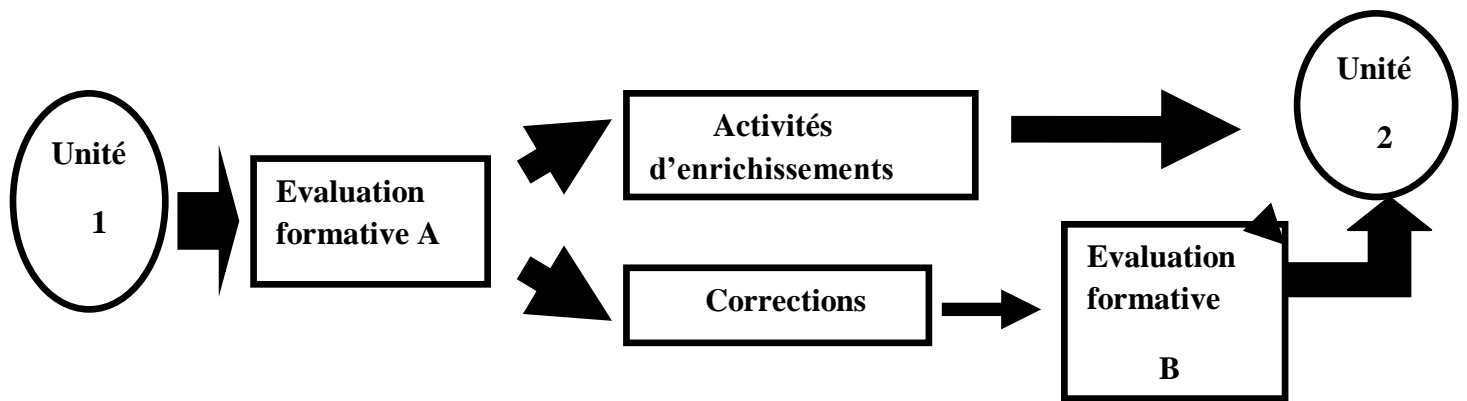 Unité
1
Evaluation
formative A
Activités
d’enrichissements
Corrections
Evaluation
formative
B
Unité
2